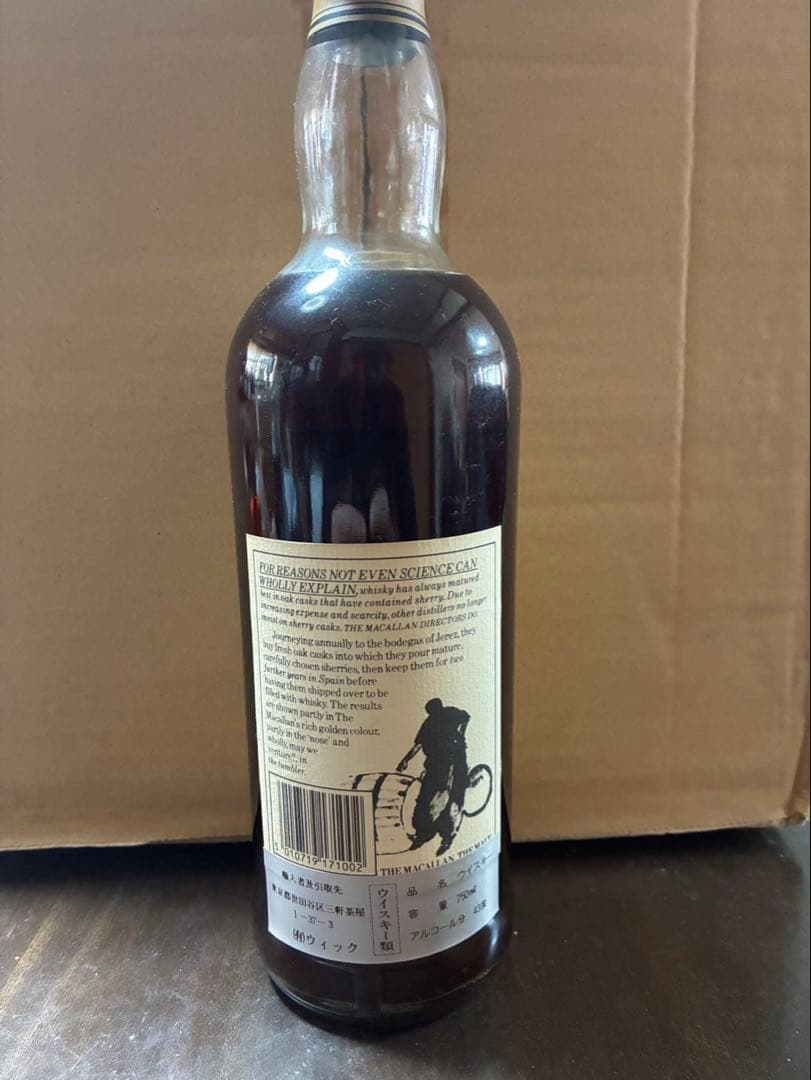 FOR REASONS NOT EVEN SCIENCE CAN
WHOLLY EXPLAIN, whisky has always matured
best in oak casks that have contained sherry. Due to
increasing expense and scarcity, other distillers no longer
insist on sherry casks. THE MACALLAN DIRECTORS DO.
Journeying annually to the bodegas of Jerez, they
buy fresh oak casks into which they pour mature,
carefully chosen sherries, then keep them for two
further years in Spain before
having them shipped over to be
filled with whisky. The results
are shown partly in The
Macallan's rich golden colour,
partly in the 'nose' and
wholly, may we
venture, in
the tumbler.
5 010719 171002
THE MACALLAN. THE MALT.
輸入者及引取先
東京都世田谷区三軒茶屋
1-37-3
(有)ウィック
ウイスキー類
品 名 ウイスキー
容 量 750ml
アルコール分 43度